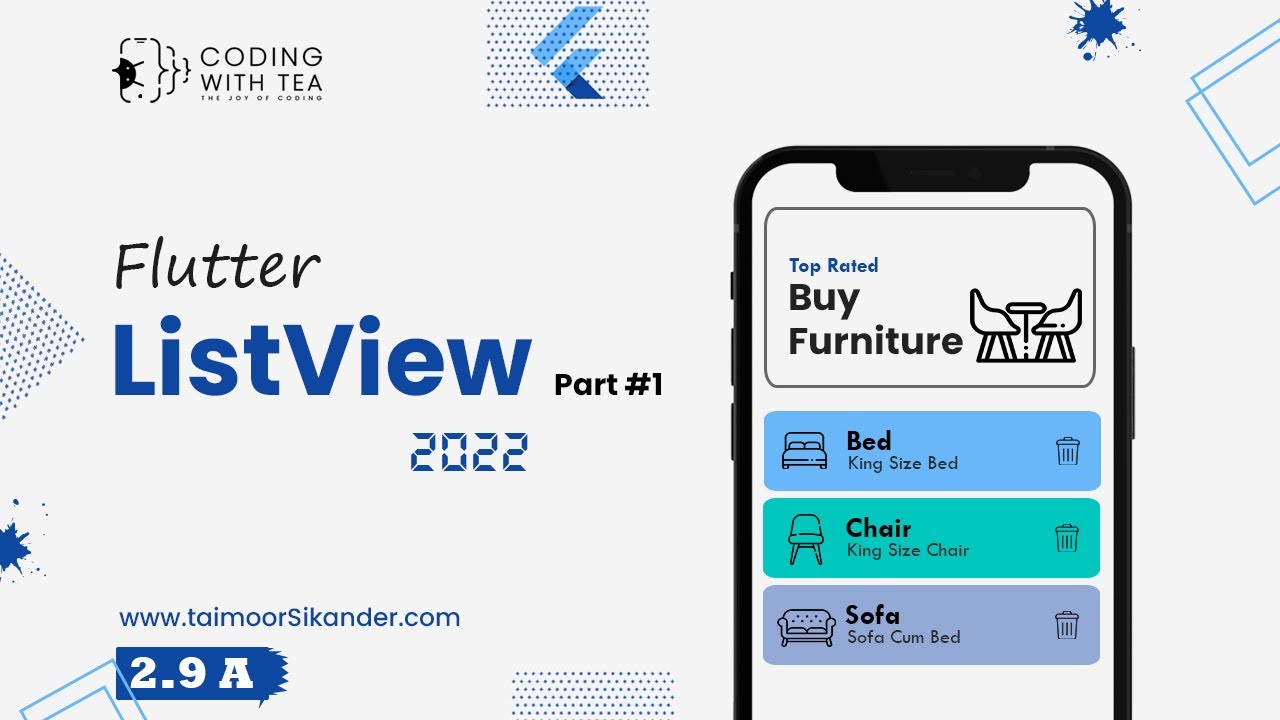 CODING
WITH TEA
THE JOY OF CODING
Flutter
ListView Part #1
2022
www.taimoorSikander.com
2.9 A
Top Rated
Buy
Furniture
Bed
King Size Bed
Chair
King Size Chair
Sofa
Sofa Cum Bed